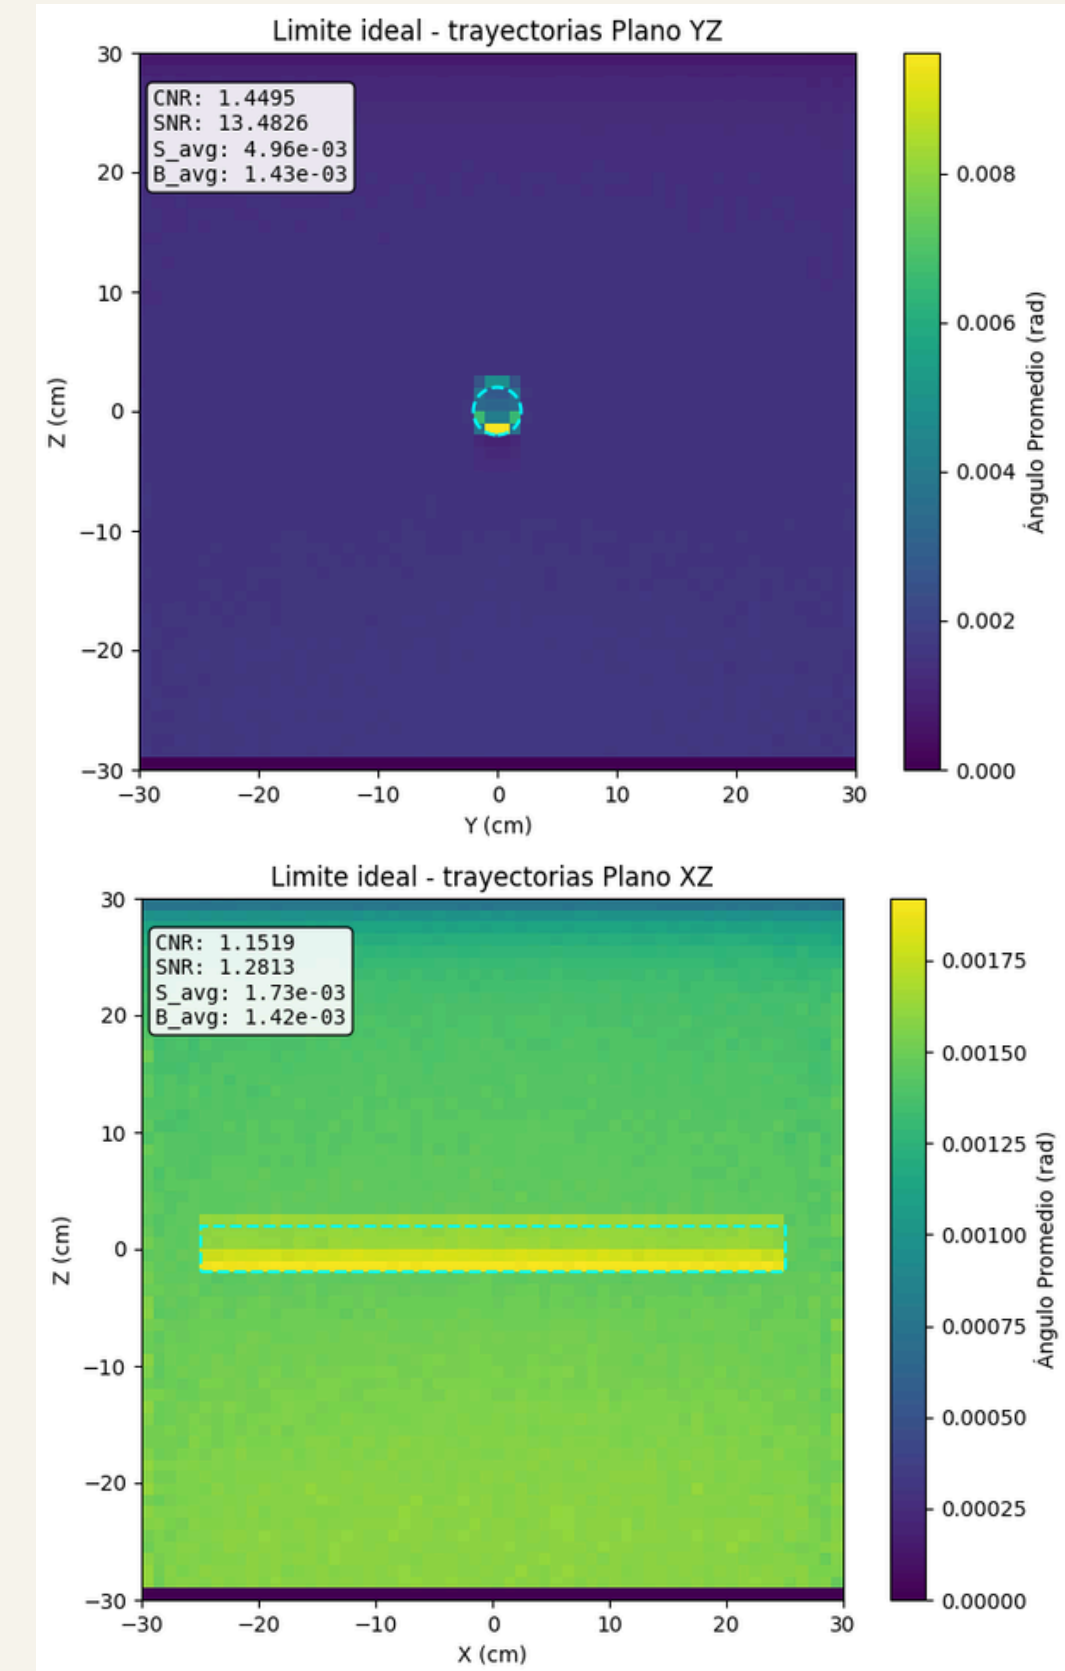 Limite ideal - trayectorias Plano YZ
CNR: 1.4495
SNR: 13.4826
S_avg: 4.96e-03
B_avg: 1.43e-03
30
20
10
0
−10
−20
−30
Z (cm)
−30 −20 −10 0 10 20 30
Y (cm)
0.008
0.006
0.004
0.002
0.000
Ángulo Promedio (rad)
Limite ideal - trayectorias Plano XZ
CNR: 1.1519
SNR: 1.2813
S_avg: 1.73e-03
B_avg: 1.42e-03
30
20
10
0
−10
−20
−30
Z (cm)
−30 −20 −10 0 10 20 30
X (cm)
0.00175
0.00150
0.00125
0.00100
0.00075
0.00050
0.00025
0.00000
Ángulo Promedio (rad)